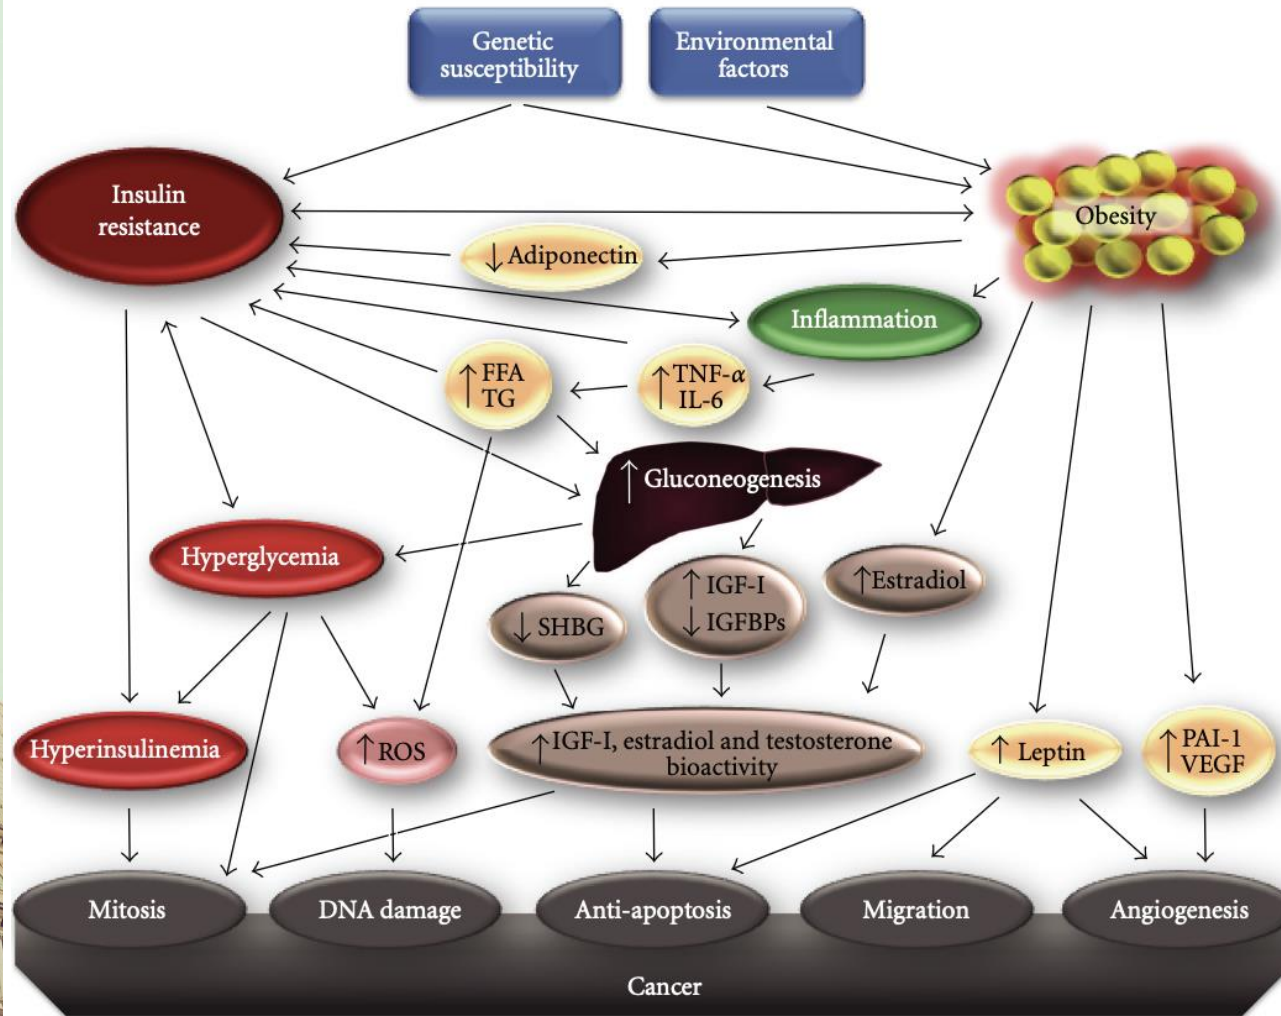 Genetic
susceptibility
Environmental
factors
Insulin
resistance
Obesity
↓ Adiponectin
Inflammation
↑ FFA
TG
↑ TNF-α
IL-6
↑ Gluconeogenesis
Hyperglycemia
↑ IGF-I
↓ IGFBPs
↑ Estradiol
↓ SHBG
Hyperinsulinemia
↑ ROS
↑ IGF-I, estradiol and testosterone
bioactivity
↑ Leptin
↑ PAI-1
VEGF
Mitosis
DNA damage
Anti-apoptosis
Migration
Angiogenesis
Cancer